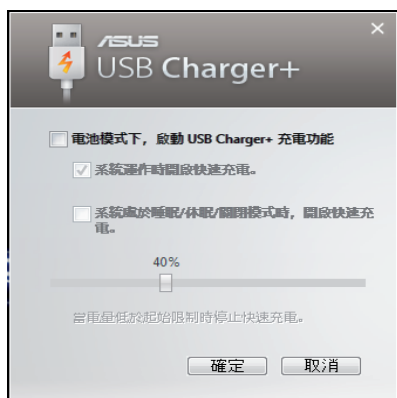 ASUS
USB Charger+
電池模式下，啟動 USB Charger+ 充電功能
系統運作時開啟快速充電。
系統處於睡眠/休眠/關閉模式時，開啟快速充
電。
40%
當電量低於起始限制時停止快速充電。
確定
取消